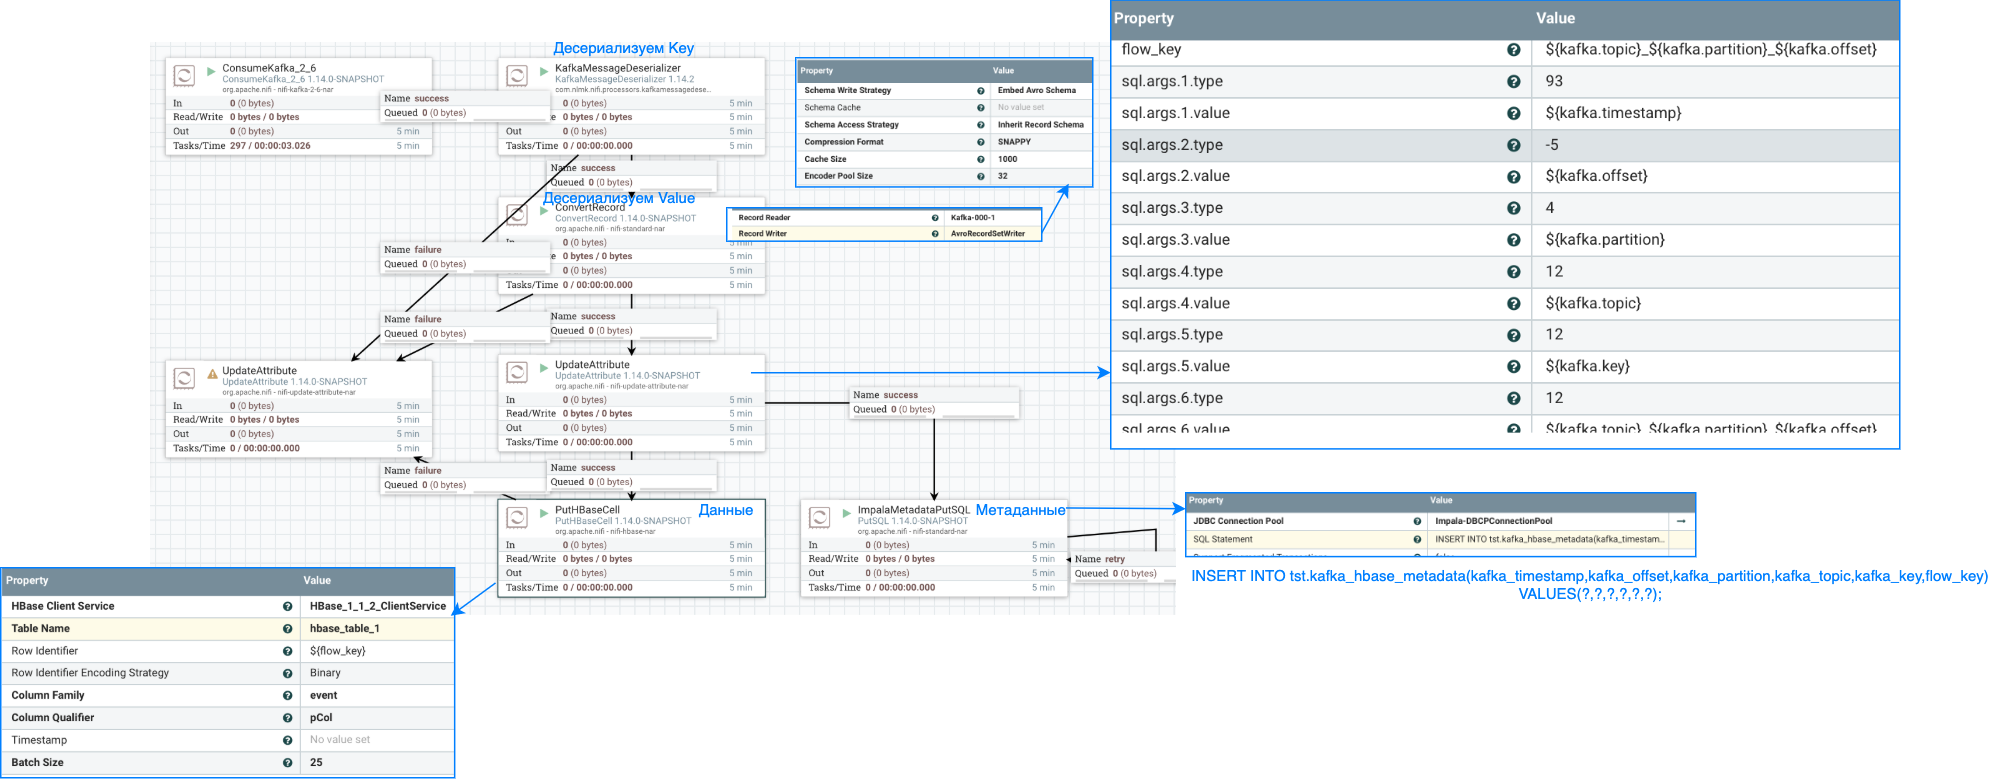 Десериализуем Key
ConsumeKafka_2_6
ConsumeKafka_2_6 1.14.0-SNAPSHOT
org.apache.nifi - nifi-kafka-2-6-nar
In 0 (0 bytes)
Read/Write 0 bytes / 0 bytes
Out 0 (0 bytes) 5 min
Tasks/Time 297 / 00:00:03.026 5 min
Name success
Queued 0 (0 bytes)
KafkaMessageDeserializer
KafkaMessageDeserializer 1.14.2
com.nlmk.nifi.processors.kafkamessagedese...
5 min
0 bytes / 0 bytes 5 min
Out 0 (0 bytes) 5 min
Tasks/Time 0 / 00:00:00.000 5 min
Name success
Queued 0 (0 bytes)
Десериализуем Value
ConvertRecord
ConvertRecord 1.14.0-SNAPSHOT
org.apache.nifi - nifi-standard-nar
In 0 (0 bytes) 5 min
0 bytes / 0 bytes 5 min
0 (0 bytes) 5 min
Tasks/Time 0 / 00:00:00.000 5 min
Name failure
Queued 0 (0 bytes)
Name failure
Queued 0 (0 bytes)
Name success
Queued 0 (0 bytes)
UpdateAttribute
UpdateAttribute 1.14.0-SNAPSHOT
org.apache.nifi - nifi-update-attribute-nar
In 0 (0 bytes) 5 min
Read/Write 0 bytes / 0 bytes 5 min
Out 0 (0 bytes) 5 min
Tasks/Time 0 / 00:00:00.000 5 min
UpdateAttribute
UpdateAttribute 1.14.0-SNAPSHOT
org.apache.nifi - nifi-update-attribute-nar
In 0 (0 bytes) 5 min
Read/Write 0 bytes / 0 bytes 5 min
Out 0 (0 bytes) 5 min
Tasks/Time 0 / 00:00:00.000 5 min
Name success
Queued 0 (0 bytes)
Name failure
Queued 0 (0 bytes)
Name success
Queued 0 (0 bytes)
PutHBaseCell Данные
PutHBaseCell 1.14.0-SNAPSHOT
org.apache.nifi - nifi-hbase-nar
In 0 (0 bytes) 5 min
Read/Write 0 bytes / 0 bytes 5 min
Out 0 (0 bytes) 5 min
Tasks/Time 0 / 00:00:00.000 5 min
ImpalaMetadataPutSQL Метаданные
PutSQL 1.14.0-SNAPSHOT
org.apache.nifi - nifi-standard-nar
In 0 (0 bytes) 5 min
Read/Write 0 bytes / 0 bytes 5 min
Out 0 (0 bytes) 5 min
Tasks/Time 0 / 00:00:00.000 5 min
Name retry
Queued 0 (0 bytes)
Property Value
Schema Write Strategy Embed Avro Schema
Schema Cache No value set
Schema Access Strategy Inherit Record Schema
Compression Format SNAPPY
Cache Size 1000
Encoder Pool Size 32
Record Reader Kafka-000-1
Record Writer AvroRecordSetWriter
Property Value
flow_key ${kafka.topic}_${kafka.partition}_${kafka.offset}
sql.args.1.type 93
sql.args.1.value ${kafka.timestamp}
sql.args.2.type -5
sql.args.2.value ${kafka.offset}
sql.args.3.type 4
sql.args.3.value ${kafka.partition}
sql.args.4.type 12
sql.args.4.value ${kafka.topic}
sql.args.5.type 12
sql.args.5.value ${kafka.key}
sql.args.6.type 12
sql.args.6.value ${kafka.topic}_${kafka.partition}_${kafka.offset}
Property Value
JDBC Connection Pool Impala-DBCPConnectionPool
SQL Statement INSERT INTO tst.kafka_hbase_metadata(kafka_timestam...
INSERT INTO tst.kafka_hbase_metadata(kafka_timestamp,kafka_offset,kafka_partition,kafka_topic,kafka_key,flow_key)
VALUES(?,?,?,?,?,?);
Property Value
HBase Client Service HBase_1_1_2_ClientService
Table Name hbase_table_1
Row Identifier ${flow_key}
Row Identifier Encoding Strategy Binary
Column Family event
Column Qualifier pCol
Timestamp No value set
Batch Size 25